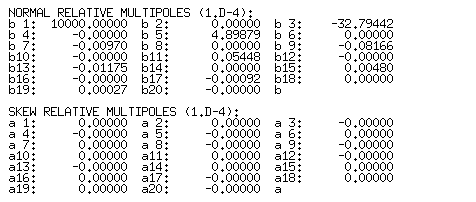 NORMAL RELATIVE MULTIPOLES (1.D-4):
b 1: 10000.00000 b 2: 0.00000 b 3: -32.79442
b 4: -0.00000 b 5: 4.89879 b 6: 0.00000
b 7: -0.00970 b 8: 0.00000 b 9: -0.08166
b10: -0.00000 b11: 0.05448 b12: -0.00000
b13: -0.01175 b14: 0.00000 b15: 0.00480
b16: -0.00000 b17: -0.00092 b18: 0.00000
b19: 0.00027 b20: -0.00000 b
SKEW RELATIVE MULTIPOLES (1.D-4):
a 1: 0.00000 a 2: 0.00000 a 3: -0.00000
a 4: -0.00000 a 5: -0.00000 a 6: 0.00000
a 7: 0.00000 a 8: 0.00000 a 9: -0.00000
a10: 0.00000 a11: 0.00000 a12: -0.00000
a13: -0.00000 a14: 0.00000 a15: 0.00000
a16: 0.00000 a17: -0.00000 a18: 0.00000
a19: 0.00000 a20: -0.00000 a